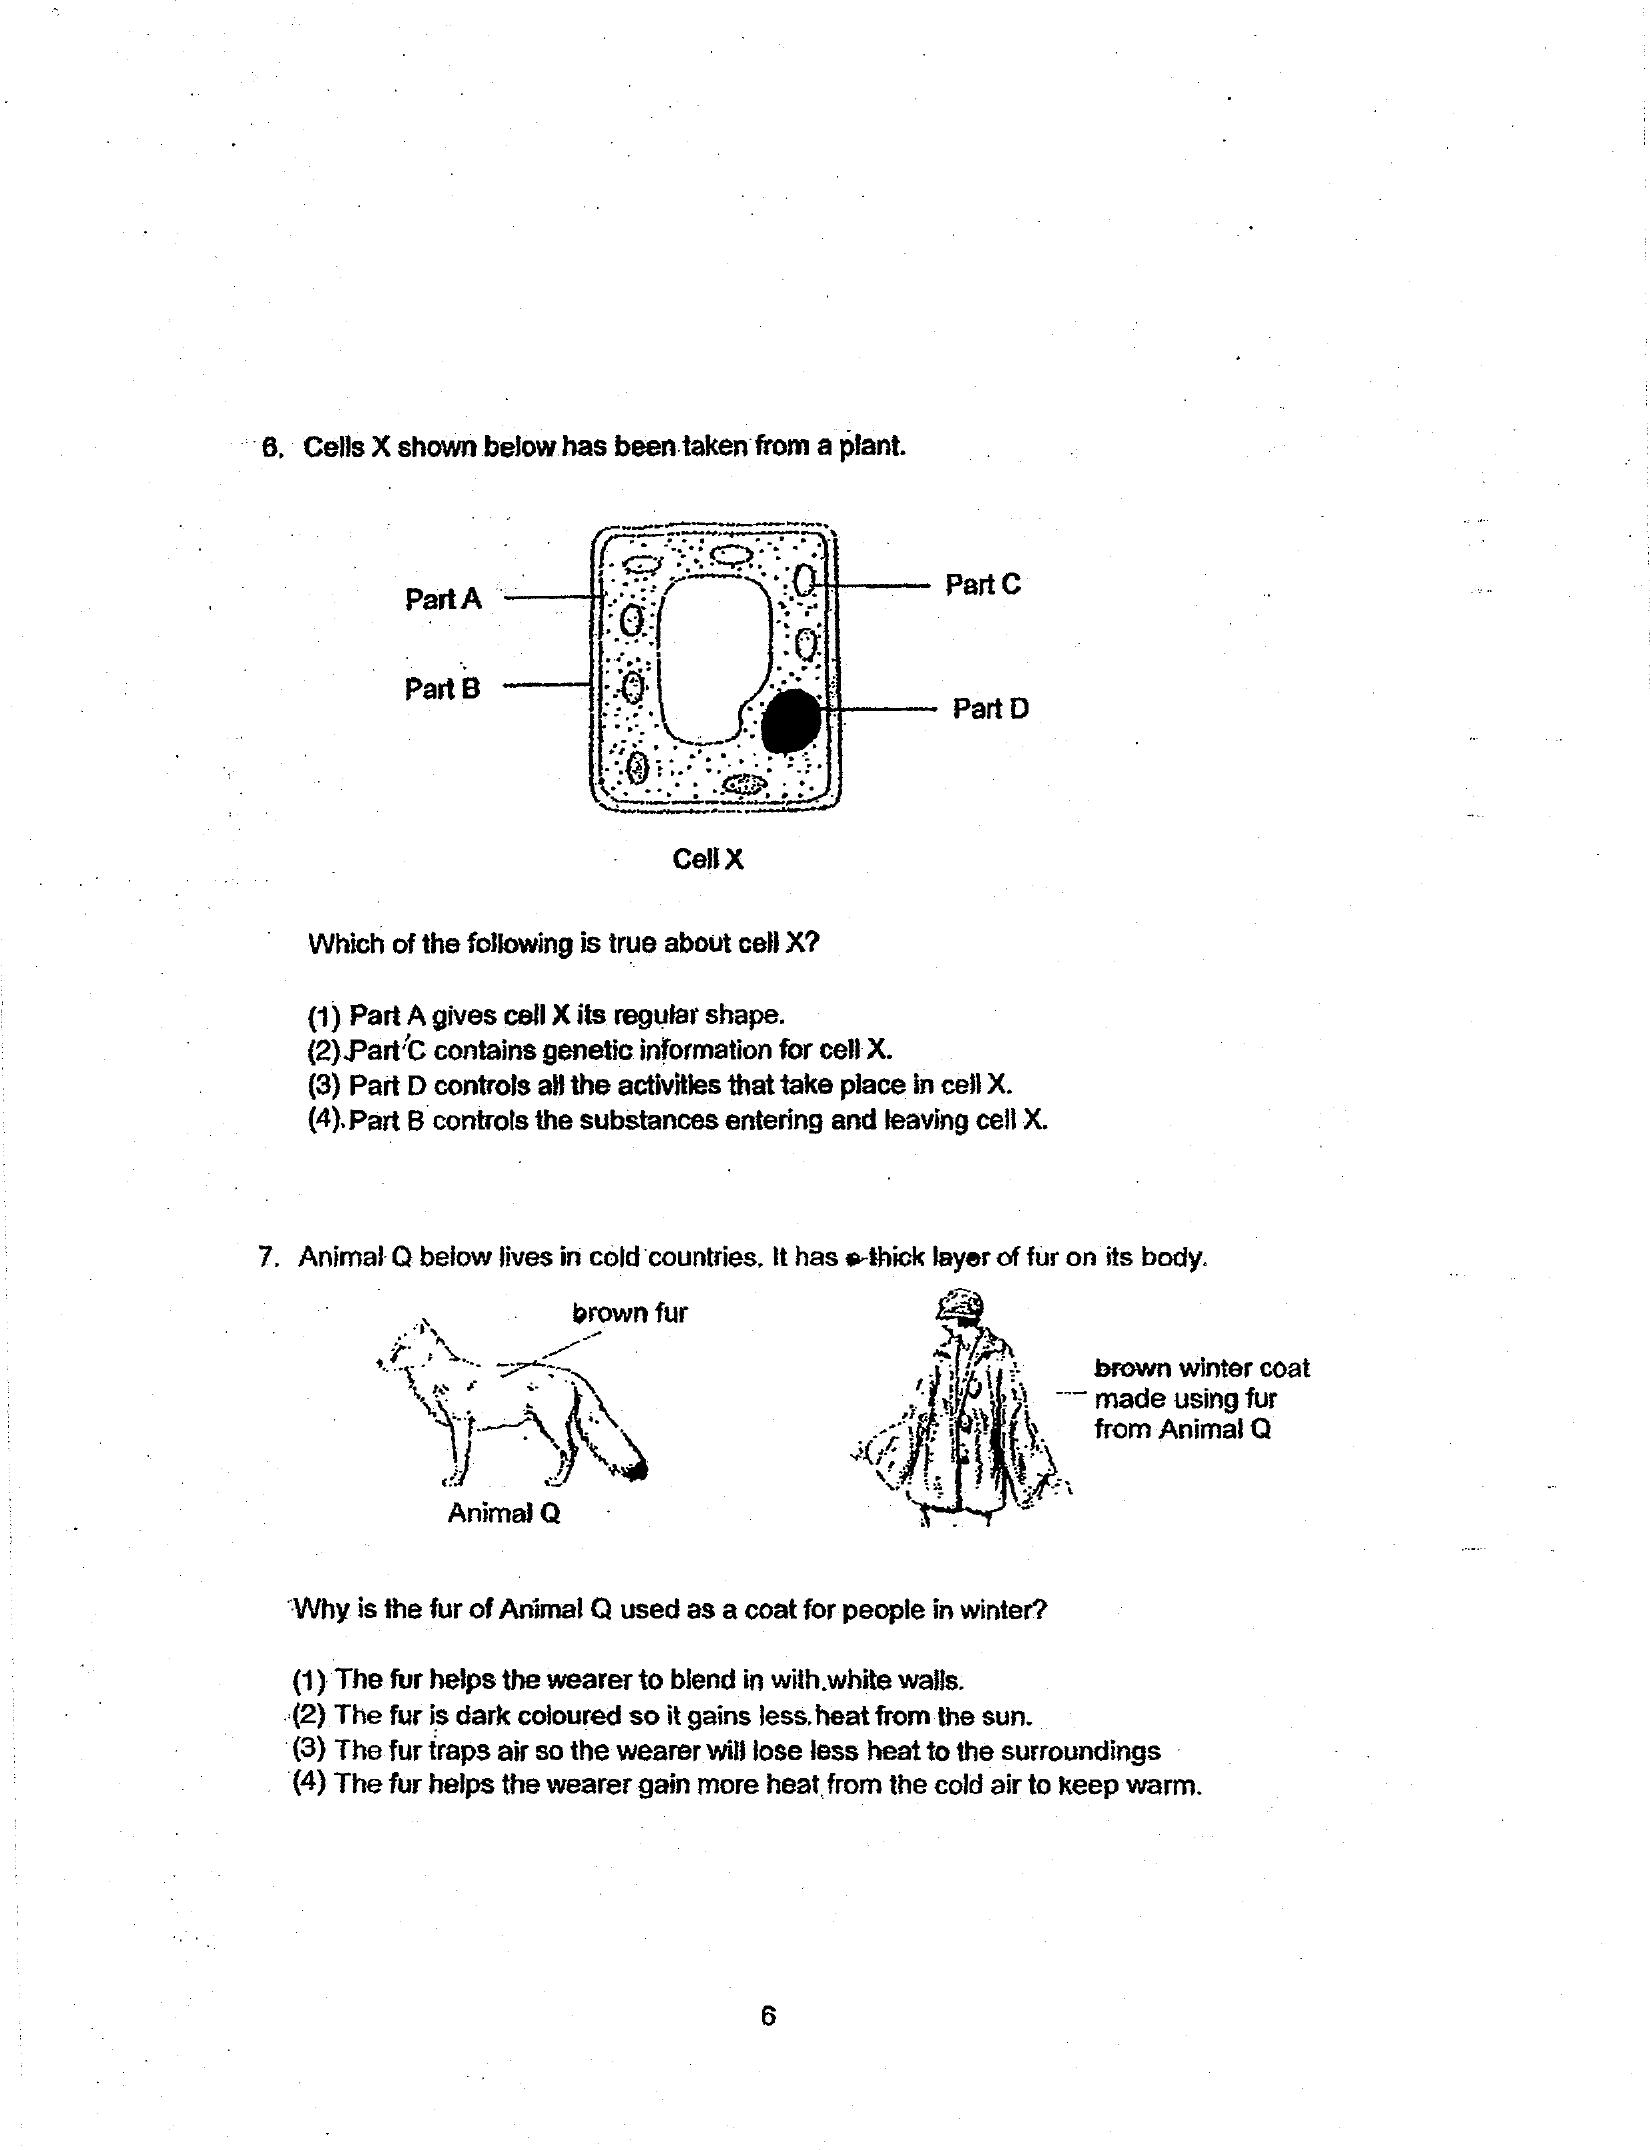 6. Cells X shown below has been taken from a plant.
Part A
Part C
Part B
Part D
Cell X
Which of the following is true about cell X?
(1) Part A gives cell X its regular shape.
(2) Part C contains genetic information for cell X.
(3) Part D controls all the activities that take place in cell X.
(4) Part B controls the substances entering and leaving cell X.
7. Animal Q below lives in cold countries. It has a thick layer of fur on its body.
brown fur
brown winter coat
made using fur
from Animal Q
Animal Q
Why is the fur of Animal Q used as a coat for people in winter?
(1) The fur helps the wearer to blend in with white walls.
(2) The fur is dark coloured so it gains less heat from the sun.
(3) The fur traps air so the wearer will lose less heat to the surroundings
(4) The fur helps the wearer gain more heat from the cold air to keep warm.
6